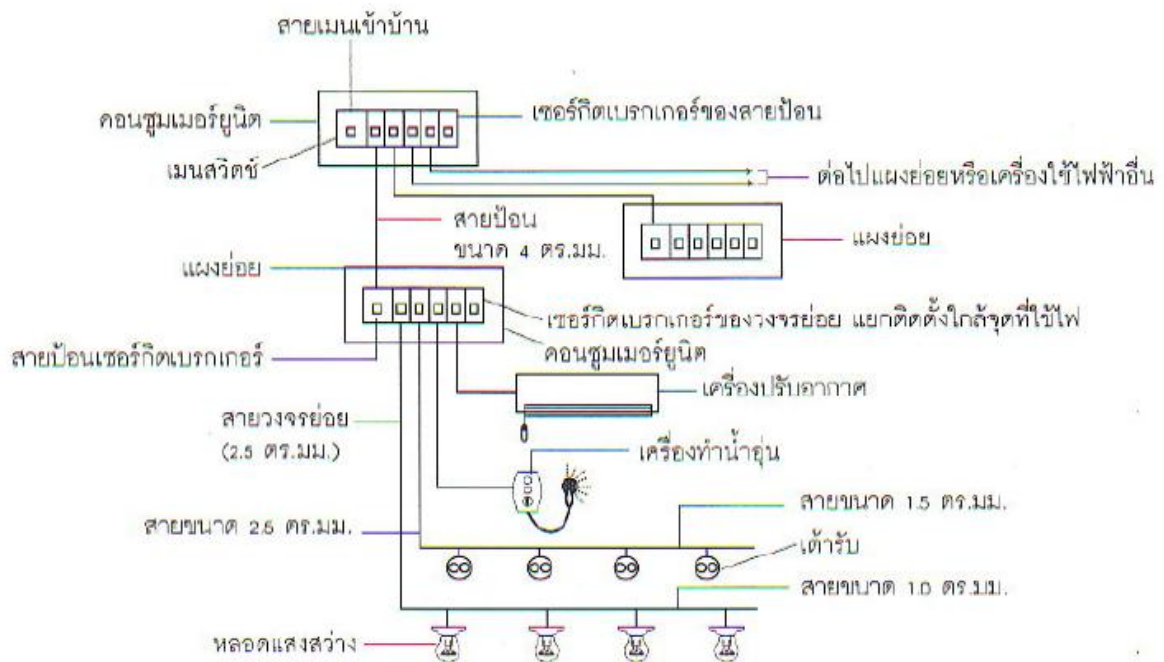 สายเมนเข้าบ้าน
คอนซูมเมอร์ยูนิต
เซอร์กิตเบรกเกอร์ของสายป้อน
เมนสวิตช์
ต่อไปแผงย่อยหรือเครื่องใช้ไฟฟ้าอื่น
สายป้อน
ขนาด 4 ตร.มม.
แผงย่อย
แผงย่อย
เซอร์กิตเบรกเกอร์ของวงจรย่อย แยกติดตั้งใกล้จุดที่ใช้ไฟ
สายป้อนเซอร์กิตเบรกเกอร์
คอนซูมเมอร์ยูนิต
เครื่องปรับอากาศ
สายวงจรย่อย
(2.5 ตร.มม.)
เครื่องทำน้ำอุ่น
สายขนาด 1.5 ตร.มม.
สายขนาด 2.5 ตร.มม.
เต้ารับ
สายขนาด 1.0 ตร.มม.
หลอดแสงสว่าง